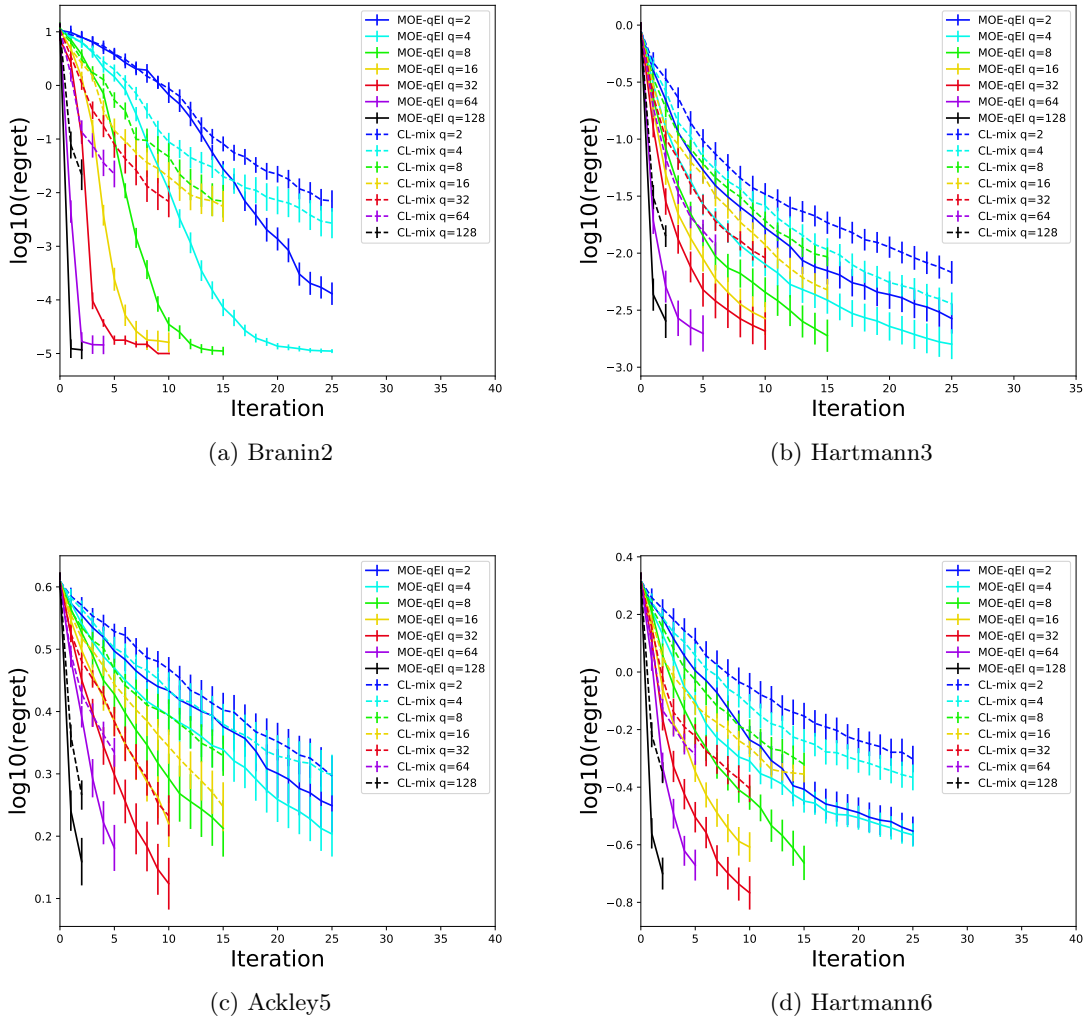 log10(regret)
1
0
−1
−2
−3
−4
−5
0
5
10
15
20
25
30
35
40
Iteration
MOE-qEI q=2
MOE-qEI q=4
MOE-qEI q=8
MOE-qEI q=16
MOE-qEI q=32
MOE-qEI q=64
MOE-qEI q=128
CL-mix q=2
CL-mix q=4
CL-mix q=8
CL-mix q=16
CL-mix q=32
CL-mix q=64
CL-mix q=128
(a) Branin2
log10(regret)
0.0
−0.5
−1.0
−1.5
−2.0
−2.5
−3.0
0
5
10
15
20
25
30
35
Iteration
MOE-qEI q=2
MOE-qEI q=4
MOE-qEI q=8
MOE-qEI q=16
MOE-qEI q=32
MOE-qEI q=64
MOE-qEI q=128
CL-mix q=2
CL-mix q=4
CL-mix q=8
CL-mix q=16
CL-mix q=32
CL-mix q=64
CL-mix q=128
(b) Hartmann3
log10(regret)
0.6
0.5
0.4
0.3
0.2
0.1
0
5
10
15
20
25
30
35
40
Iteration
MOE-qEI q=2
MOE-qEI q=4
MOE-qEI q=8
MOE-qEI q=16
MOE-qEI q=32
MOE-qEI q=64
MOE-qEI q=128
CL-mix q=2
CL-mix q=4
CL-mix q=8
CL-mix q=16
CL-mix q=32
CL-mix q=64
CL-mix q=128
(c) Ackley5
log10(regret)
0.4
0.2
0.0
−0.2
−0.4
−0.6
−0.8
0
5
10
15
20
25
30
35
40
Iteration
MOE-qEI q=2
MOE-qEI q=4
MOE-qEI q=8
MOE-qEI q=16
MOE-qEI q=32
MOE-qEI q=64
MOE-qEI q=128
CL-mix q=2
CL-mix q=4
CL-mix q=8
CL-mix q=16
CL-mix q=32
CL-mix q=64
CL-mix q=128
(d) Hartmann6